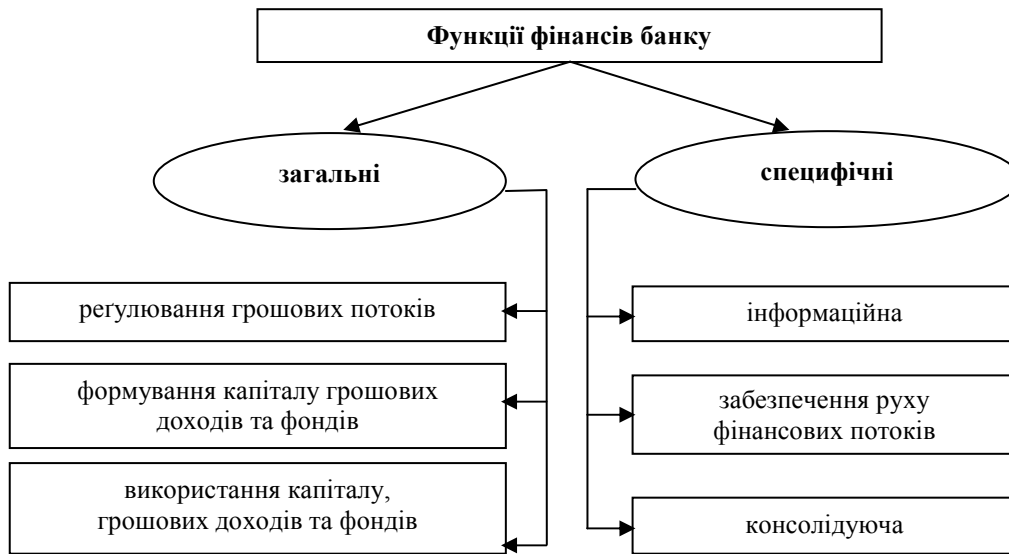 Функції фінансів банку
загальні
специфічні
реґулювання грошових потоків
формування капіталу грошових
доходів та фондів
використання капіталу,
грошових доходів та фондів
інформаційна
забезпечення руху
фінансових потоків
консолідуюча